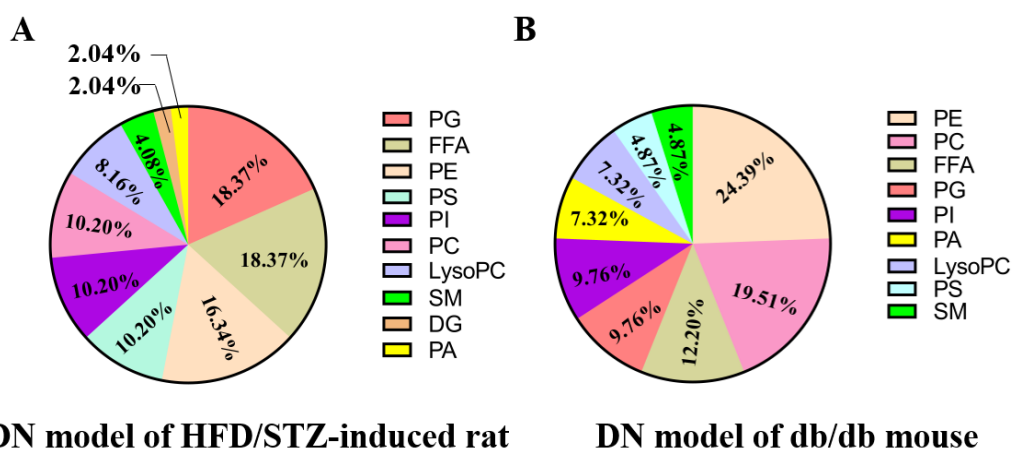 A
B
2.04%
2.04%
4.08%
8.16%
10.20%
10.20%
10.20%
16.34%
18.37%
18.37%
PG
FFA
PE
PS
PI
PC
LysoPC
SM
DG
PA
4.87%
4.87%
7.32%
7.32%
9.76%
9.76%
12.20%
19.51%
24.39%
PE
PC
FFA
PG
PI
PA
LysoPC
PS
SM
DN model of HFD/STZ-induced rat
DN model of db/db mouse